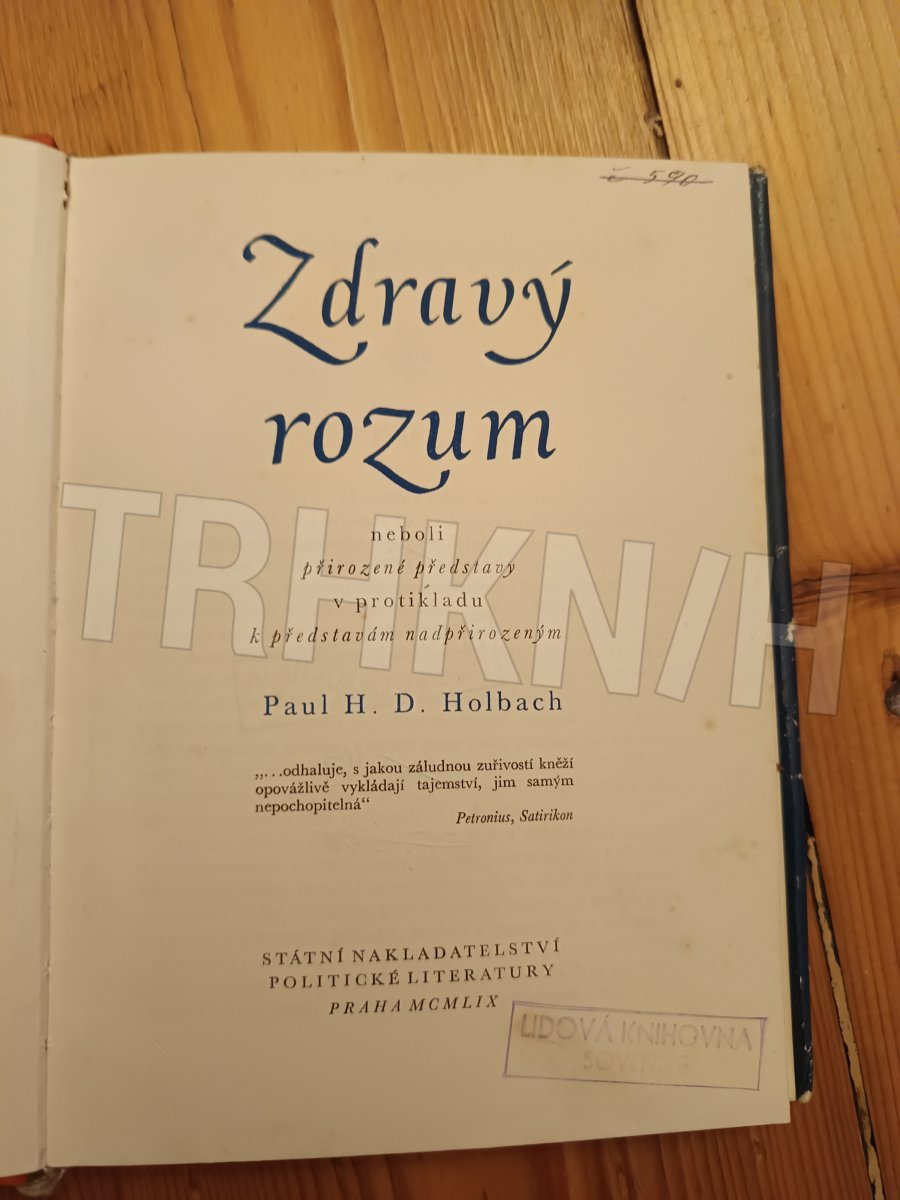 č 590
Zdravý
rozum
neboli
přirozené představy
v protikladu
k představám nadpřirozeným
Paul H. D. Holbach
„...odhaluje, s jakou záludnou zuřivostí kněží
opovážlivě vykládají tajemství, jim samým
nepochopitelná“
Petronius, Satirikon
STÁTNÍ NAKLADATELSTVÍ
POLITICKÉ LITERATURY
PRAHA MCMLIX
LIDOVÁ KNIHOVNA
TRHKNIH